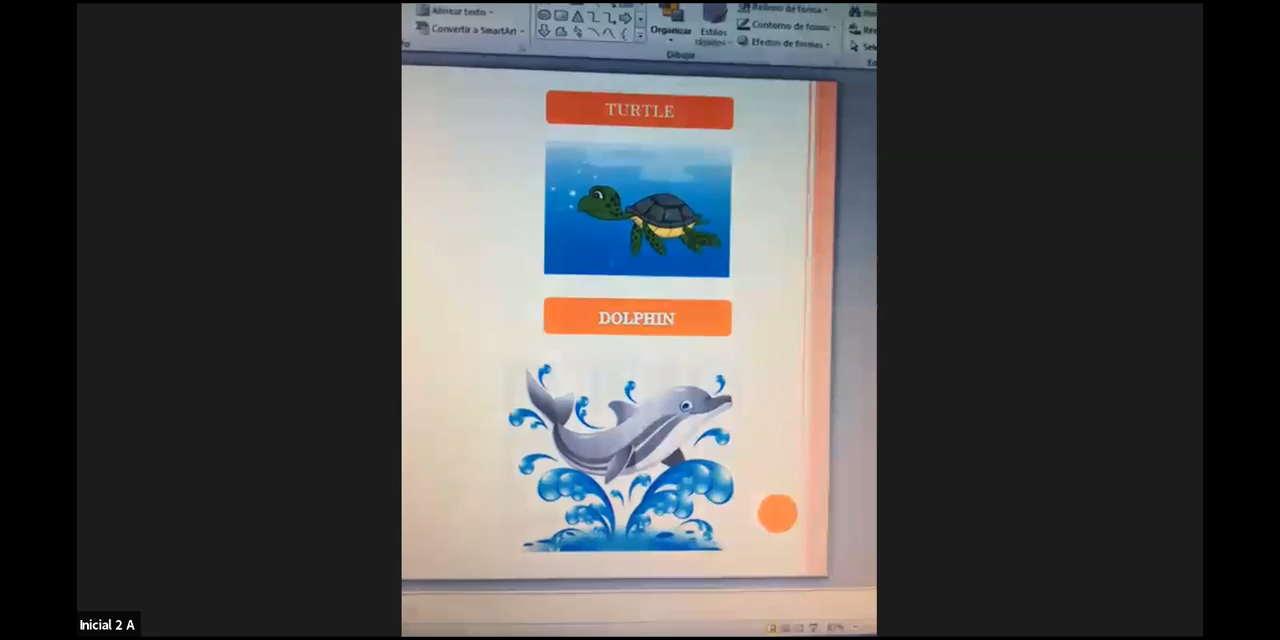 Alinear texto
Convertir a SmartArt
Organizar
Estilos
rápidos
Relleno de forma
Contorno de forma
Efectos de formas
Dibujo
TURTLE
DOLPHIN
Inicial 2 A